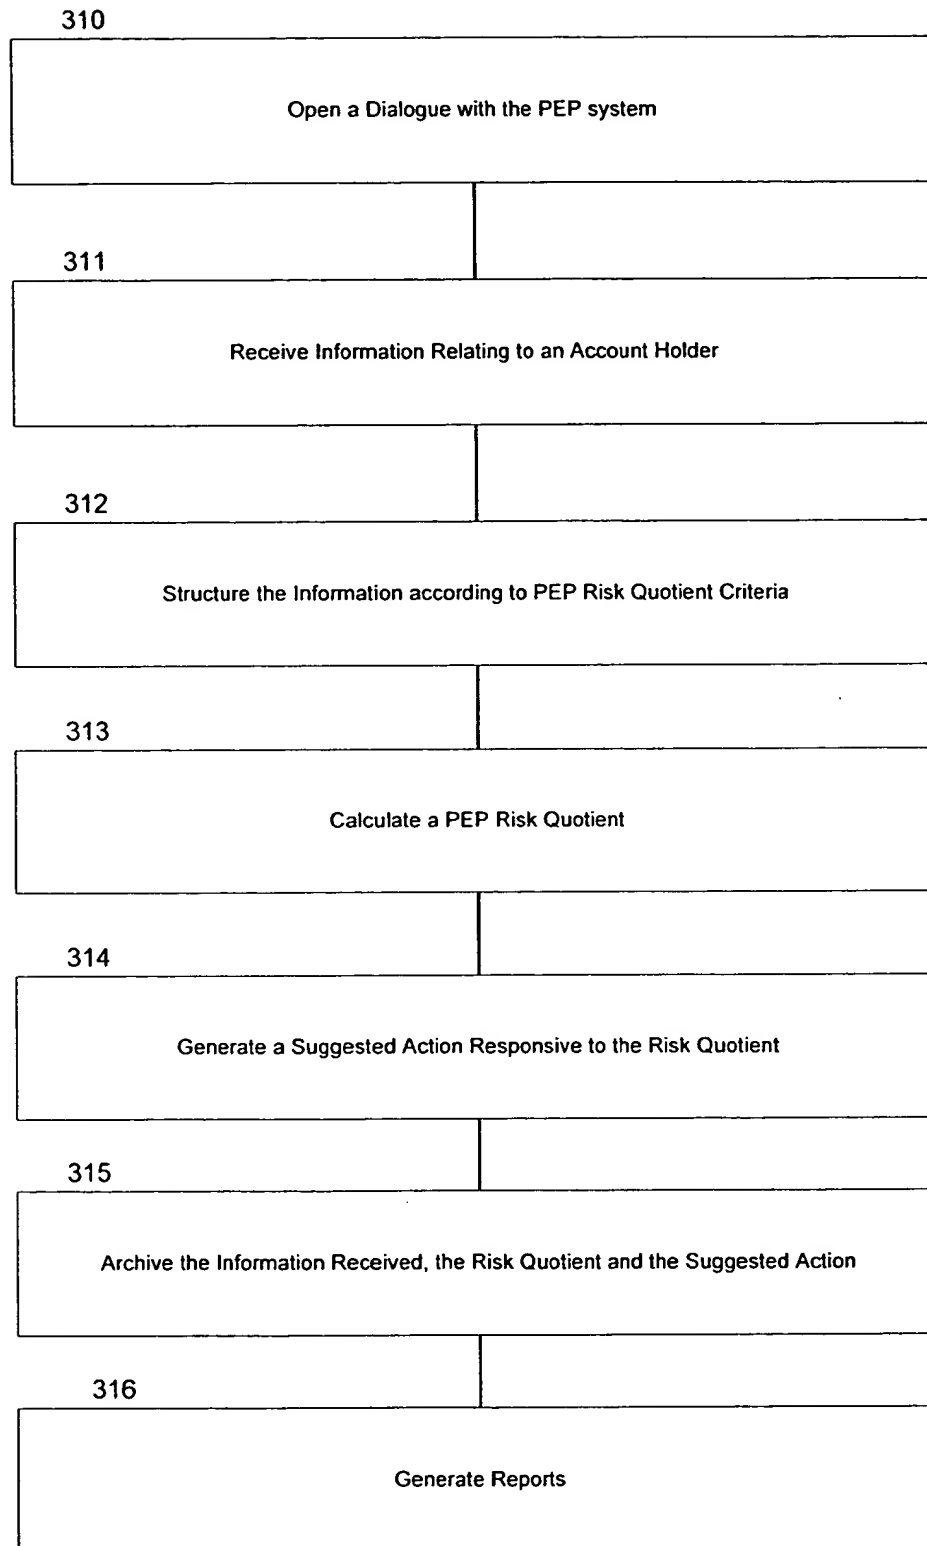 310
Open a Dialogue with the PEP system
311
Receive Information Relating to an Account Holder
312
Structure the Information according to PEP Risk Quotient Criteria
313
Calculate a PEP Risk Quotient
314
Generate a Suggested Action Responsive to the Risk Quotient
315
Archive the Information Received, the Risk Quotient and the Suggested Action
316
Generate Reports